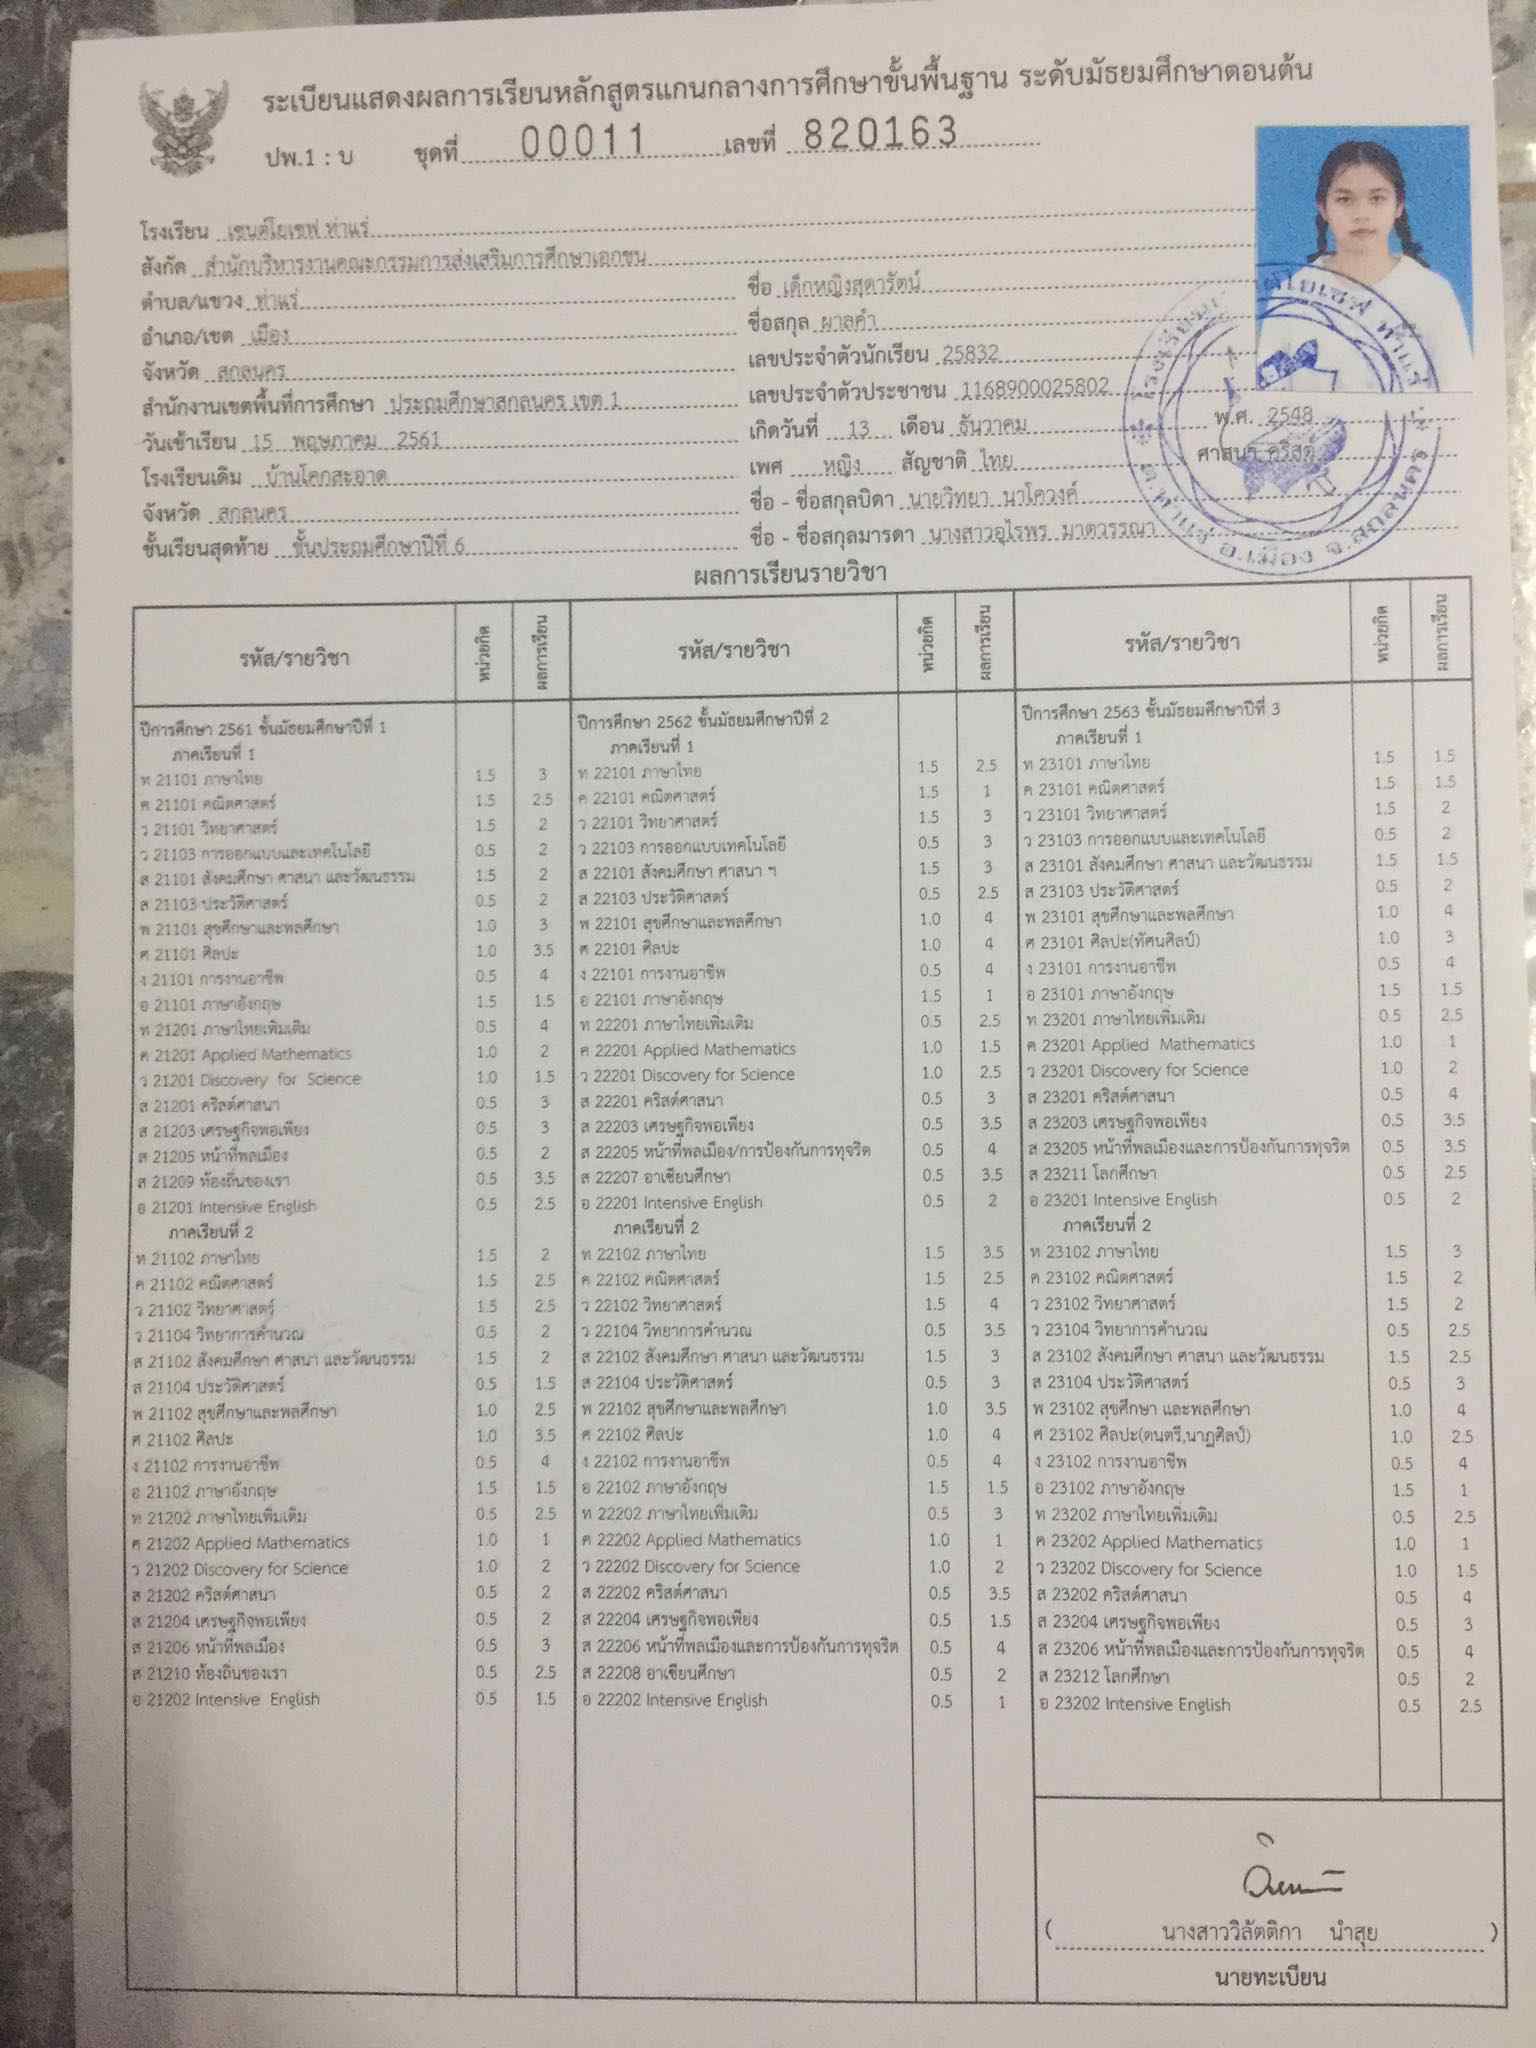 ระเบียนแสดงผลการเรียนหลักสูตรแกนกลางการศึกษาขั้นพื้นฐาน ระดับมัธยมศึกษาตอนต้น
ปพ.1 : บ ชุดที่ 00011 เลขที่ 820163
โรงเรียน เซนต์โยเซฟ ท่าแร่
สังกัด สำนักบริหารงานคณะกรรมการส่งเสริมการศึกษาเอกชน
ตำบล/แขวง ท่าแร่
อำเภอ/เขต เมือง
จังหวัด สกลนคร
สำนักงานเขตพื้นที่การศึกษา ประถมศึกษาสกลนคร เขต 1
วันเข้าเรียน 15 พฤษภาคม 2561
โรงเรียนเดิม บ้านโคกสะอาด
จังหวัด สกลนคร
ชั้นเรียนสุดท้าย ชั้นประถมศึกษาปีที่ 6
ชื่อ เด็กหญิงสุดารัตน์
ชื่อสกุล ผาลคำ
เลขประจำตัวนักเรียน 25832
เลขประจำตัวประชาชน 1168900025802
เกิดวันที่ 13 เดือน ธันวาคม พ.ศ. 2548
เพศ หญิง สัญชาติ ไทย ศาสนา คริสต์
ชื่อ - ชื่อสกุลบิดา นายวิทยา นาโควงค์
ชื่อ - ชื่อสกุลมารดา นางสาวอุไรพร มาตวรรณา
โยเซฟ ท่าแร่
ต.ท่าแร่ อ.เมือง จ.สกลนคร
ผลการเรียนรายวิชา
รหัส/รายวิชา หน่วยกิต ผลการเรียน
ปีการศึกษา 2561 ชั้นมัธยมศึกษาปีที่ 1
ภาคเรียนที่ 1
ท 21101 ภาษาไทย 1.5 3
ค 21101 คณิตศาสตร์ 1.5 2.5
ว 21101 วิทยาศาสตร์ 1.5 2
ว 21103 การออกแบบและเทคโนโลยี 0.5 2
ส 21101 สังคมศึกษา ศาสนา และวัฒนธรรม 1.5 2
ส 21103 ประวัติศาสตร์ 0.5 2
พ 21101 สุขศึกษาและพลศึกษา 1.0 3
ศ 21101 ศิลปะ 1.0 3.5
ง 21101 การงานอาชีพ 0.5 4
อ 21101 ภาษาอังกฤษ 1.5 1.5
ท 21201 ภาษาไทยเพิ่มเติม 0.5 4
ค 21201 Applied Mathematics 1.0 2
ว 21201 Discovery for Science 1.0 1.5
ส 21201 คริสต์ศาสนา 0.5 3
ส 21203 เศรษฐกิจพอเพียง 0.5 3
ส 21205 หน้าที่พลเมือง 0.5 2
ส 21209 ท้องถิ่นของเรา 0.5 3.5
อ 21201 Intensive English 0.5 2.5
ภาคเรียนที่ 2
ท 21102 ภาษาไทย 1.5 2
ค 21102 คณิตศาสตร์ 1.5 2.5
ว 21102 วิทยาศาสตร์ 1.5 2.5
ว 21104 วิทยาการคำนวณ 0.5 2
ส 21102 สังคมศึกษา ศาสนา และวัฒนธรรม 1.5 2
ส 21104 ประวัติศาสตร์ 0.5 1.5
พ 21102 สุขศึกษาและพลศึกษา 1.0 2.5
ศ 21102 ศิลปะ 1.0 3.5
ง 21102 การงานอาชีพ 0.5 4
อ 21102 ภาษาอังกฤษ 1.5 1.5
ท 21202 ภาษาไทยเพิ่มเติม 0.5 2.5
ค 21202 Applied Mathematics 1.0 1
ว 21202 Discovery for Science 1.0 2
ส 21202 คริสต์ศาสนา 0.5 2
ส 21204 เศรษฐกิจพอเพียง 0.5 2
ส 21206 หน้าที่พลเมือง 0.5 3
ส 21210 ท้องถิ่นของเรา 0.5 2.5
อ 21202 Intensive English 0.5 1.5
รหัส/รายวิชา หน่วยกิต ผลการเรียน
ปีการศึกษา 2562 ชั้นมัธยมศึกษาปีที่ 2
ภาคเรียนที่ 1
ท 22101 ภาษาไทย 1.5 2.5
ค 22101 คณิตศาสตร์ 1.5 1
ว 22101 วิทยาศาสตร์ 1.5 3
ว 22103 การออกแบบเทคโนโลยี 0.5 3
ส 22101 สังคมศึกษา ศาสนา ฯ 1.5 3
ส 22103 ประวัติศาสตร์ 0.5 2.5
พ 22101 สุขศึกษาและพลศึกษา 1.0 4
ศ 22101 ศิลปะ 1.0 4
ง 22101 การงานอาชีพ 0.5 4
อ 22101 ภาษาอังกฤษ 1.5 1
ท 22201 ภาษาไทยเพิ่มเติม 0.5 2.5
ค 22201 Applied Mathematics 1.0 1.5
ว 22201 Discovery for Science 1.0 2.5
ส 22201 คริสต์ศาสนา 0.5 3
ส 22203 เศรษฐกิจพอเพียง 0.5 3.5
ส 22205 หน้าที่พลเมือง/การป้องกันการทุจริต 0.5 4
ส 22207 อาเซียนศึกษา 0.5 3.5
อ 22201 Intensive English 0.5 2
ภาคเรียนที่ 2
ท 22102 ภาษาไทย 1.5 3.5
ค 22102 คณิตศาสตร์ 1.5 2.5
ว 22102 วิทยาศาสตร์ 1.5 4
ว 22104 วิทยาการคำนวณ 0.5 3.5
ส 22102 สังคมศึกษา ศาสนา และวัฒนธรรม 1.5 3
ส 22104 ประวัติศาสตร์ 0.5 3
พ 22102 สุขศึกษาและพลศึกษา 1.0 3.5
ศ 22102 ศิลปะ 1.0 4
ง 22102 การงานอาชีพ 0.5 4
อ 22102 ภาษาอังกฤษ 1.5 1.5
ท 22202 ภาษาไทยเพิ่มเติม 0.5 3
ค 22202 Applied Mathematics 1.0 1
ว 22202 Discovery for Science 1.0 2
ส 22202 คริสต์ศาสนา 0.5 3.5
ส 22204 เศรษฐกิจพอเพียง 0.5 1.5
ส 22206 หน้าที่พลเมืองและการป้องกันการทุจริต 0.5 4
ส 22208 อาเซียนศึกษา 0.5 2
อ 22202 Intensive English 0.5 1
รหัส/รายวิชา หน่วยกิต ผลการเรียน
ปีการศึกษา 2563 ชั้นมัธยมศึกษาปีที่ 3
ภาคเรียนที่ 1
ท 23101 ภาษาไทย 1.5 1.5
ค 23101 คณิตศาสตร์ 1.5 1.5
ว 23101 วิทยาศาสตร์ 1.5 2
ว 23103 การออกแบบและเทคโนโลยี 0.5 2
ส 23101 สังคมศึกษา ศาสนา และวัฒนธรรม 1.5 1.5
ส 23103 ประวัติศาสตร์ 0.5 2
พ 23101 สุขศึกษาและพลศึกษา 1.0 4
ศ 23101 ศิลปะ(ทัศนศิลป์) 1.0 3
ง 23101 การงานอาชีพ 0.5 4
อ 23101 ภาษาอังกฤษ 1.5 1.5
ท 23201 ภาษาไทยเพิ่มเติม 0.5 2.5
ค 23201 Applied Mathematics 1.0 1
ว 23201 Discovery for Science 1.0 2
ส 23201 คริสต์ศาสนา 0.5 4
ส 23203 เศรษฐกิจพอเพียง 0.5 3.5
ส 23205 หน้าที่พลเมืองและการป้องกันการทุจริต 0.5 3.5
ส 23211 โลกศึกษา 0.5 2.5
อ 23201 Intensive English 0.5 2
ภาคเรียนที่ 2
ท 23102 ภาษาไทย 1.5 3
ค 23102 คณิตศาสตร์ 1.5 2
ว 23102 วิทยาศาสตร์ 1.5 2
ว 23104 วิทยาการคำนวณ 0.5 2.5
ส 23102 สังคมศึกษา ศาสนา และวัฒนธรรม 1.5 2.5
ส 23104 ประวัติศาสตร์ 0.5 3
พ 23102 สุขศึกษา และพลศึกษา 1.0 4
ศ 23102 ศิลปะ(ดนตรี,นาฏศิลป์) 1.0 2.5
ง 23102 การงานอาชีพ 0.5 4
อ 23102 ภาษาอังกฤษ 1.5 1
ท 23202 ภาษาไทยเพิ่มเติม 0.5 2.5
ค 23202 Applied Mathematics 1.0 1
ว 23202 Discovery for Science 1.0 1.5
ส 23202 คริสต์ศาสนา 0.5 4
ส 23204 เศรษฐกิจพอเพียง 0.5 3
ส 23206 หน้าที่พลเมืองและการป้องกันการทุจริต 0.5 4
ส 23212 โลกศึกษา 0.5 2
อ 23202 Intensive English 0.5 2.5
( นางสาววิลัตติกา นำสุย )
นายทะเบียน